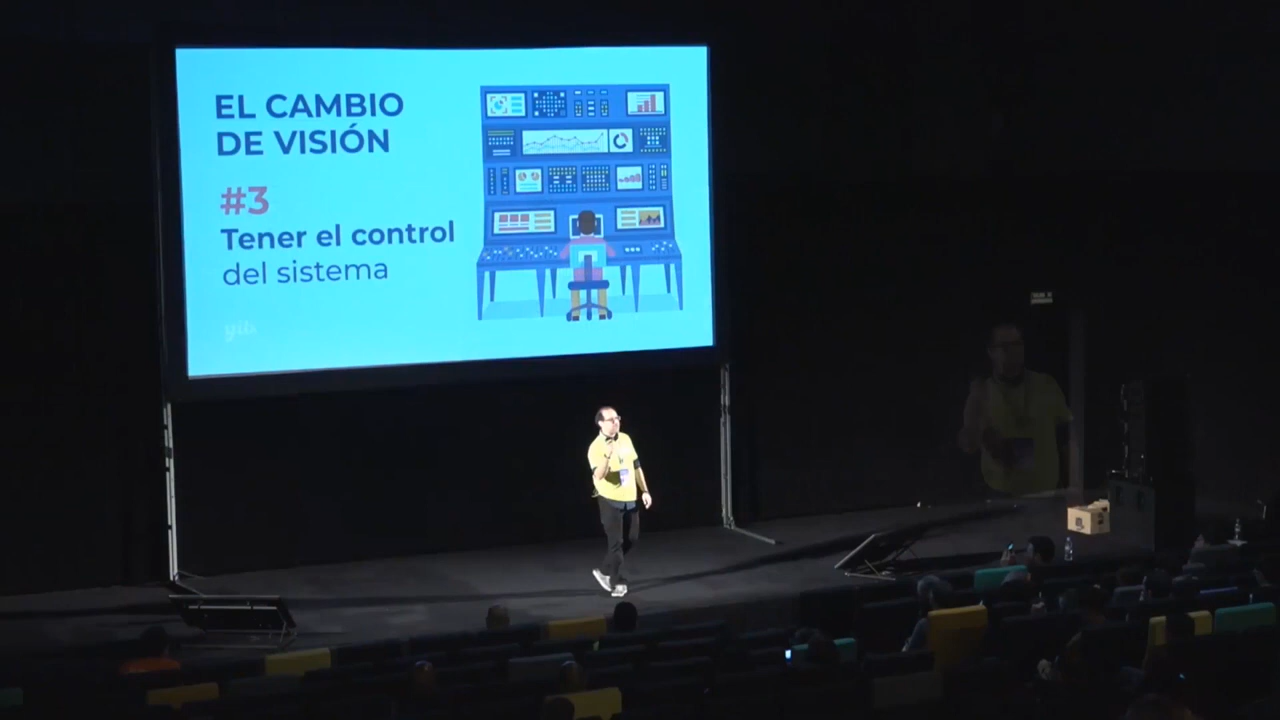 EL CAMBIO
DE VISIÓN
#3
Tener el control
del sistema